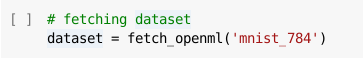 [ ] # fetching dataset
dataset = fetch_openml('mnist_784')